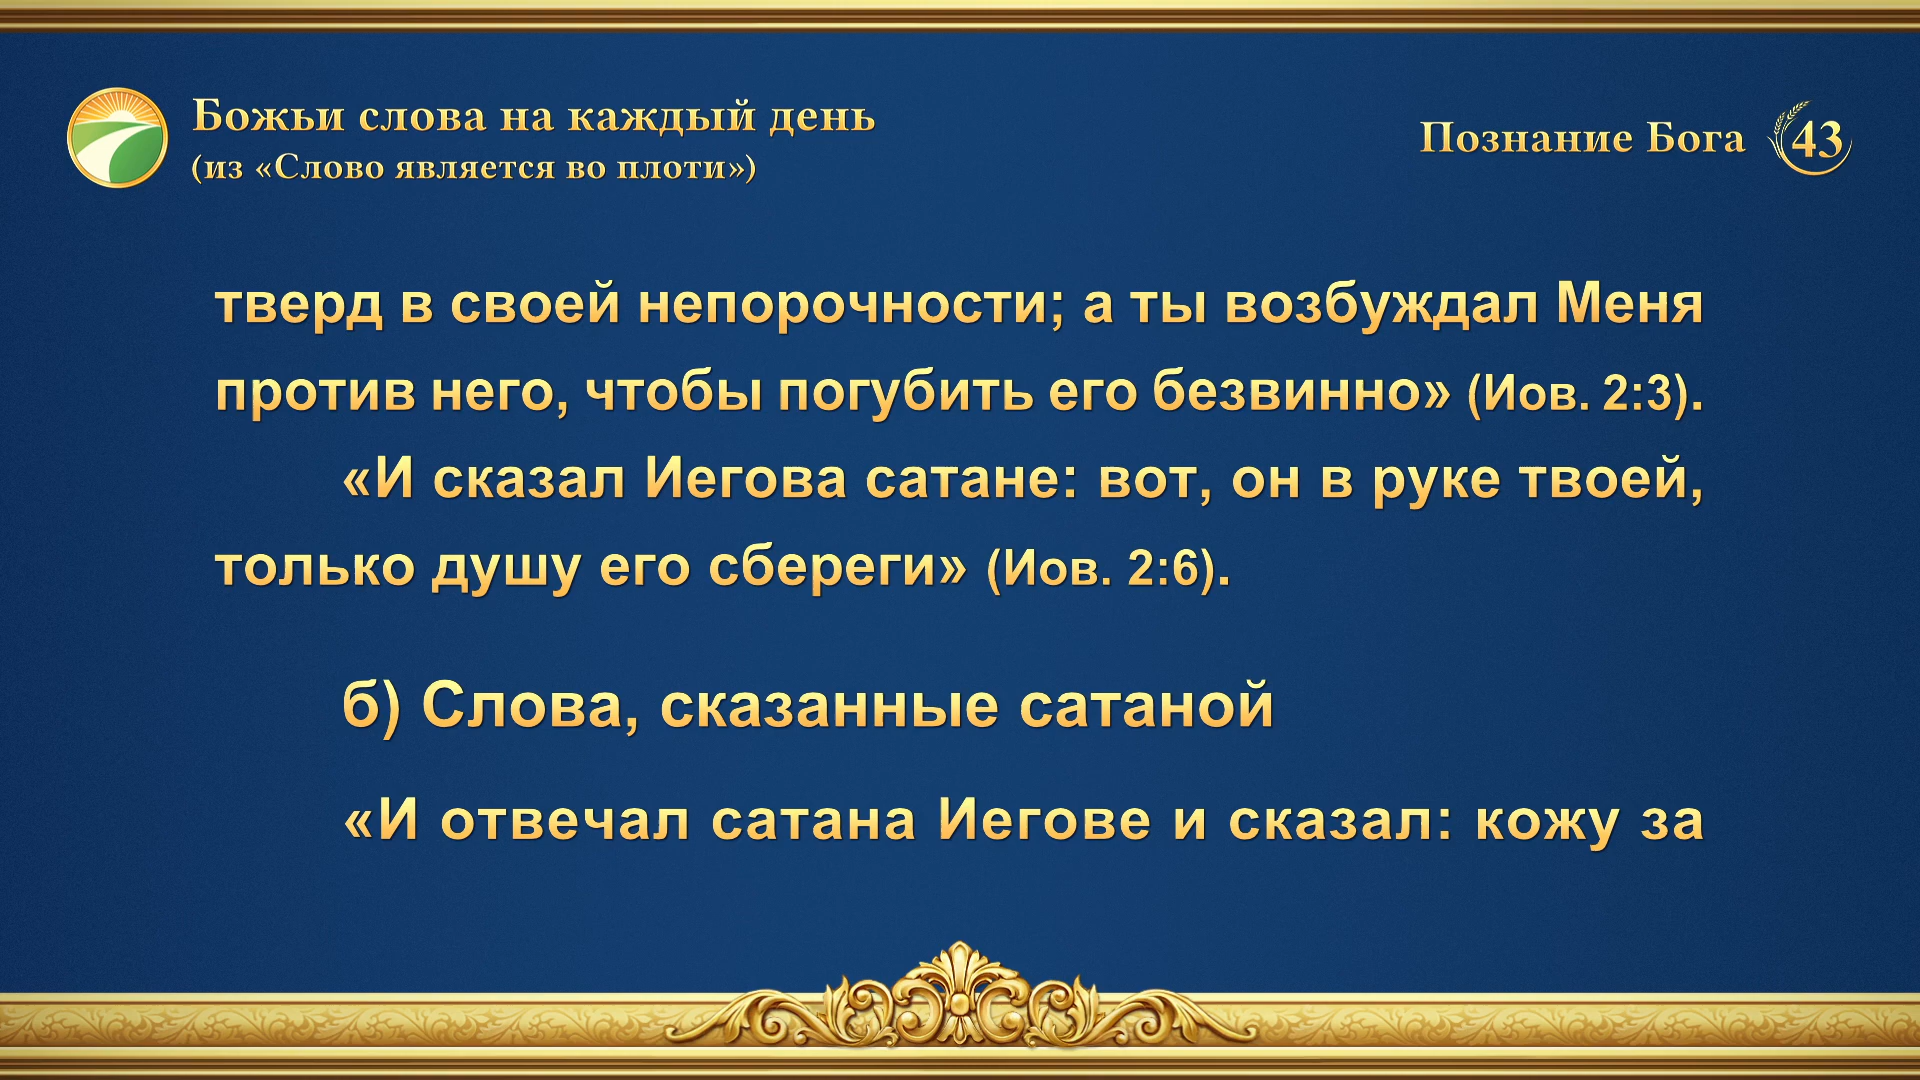 Божьи слова на каждый день
(из «Слово является во плоти»)
Познание Бога 43
тверд в своей непорочности; а ты возбуждал Меня
против него, чтобы погубить его безвинно» (Иов. 2:3).
«И сказал Иегова сатане: вот, он в руке твоей,
только душу его сбереги» (Иов. 2:6).
б) Слова, сказанные сатаной
«И отвечал сатана Иегове и сказал: кожу за